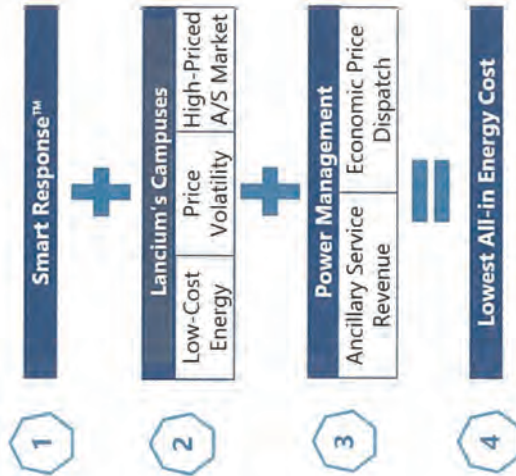 1
Smart Response™
+
2
Lancium's Campuses
Low-Cost Energy
Price Volatility
High-Priced A/S Market
+
3
Power Management
Ancillary Service Revenue
Economic Price Dispatch
=
4
Lowest All-in Energy Cost